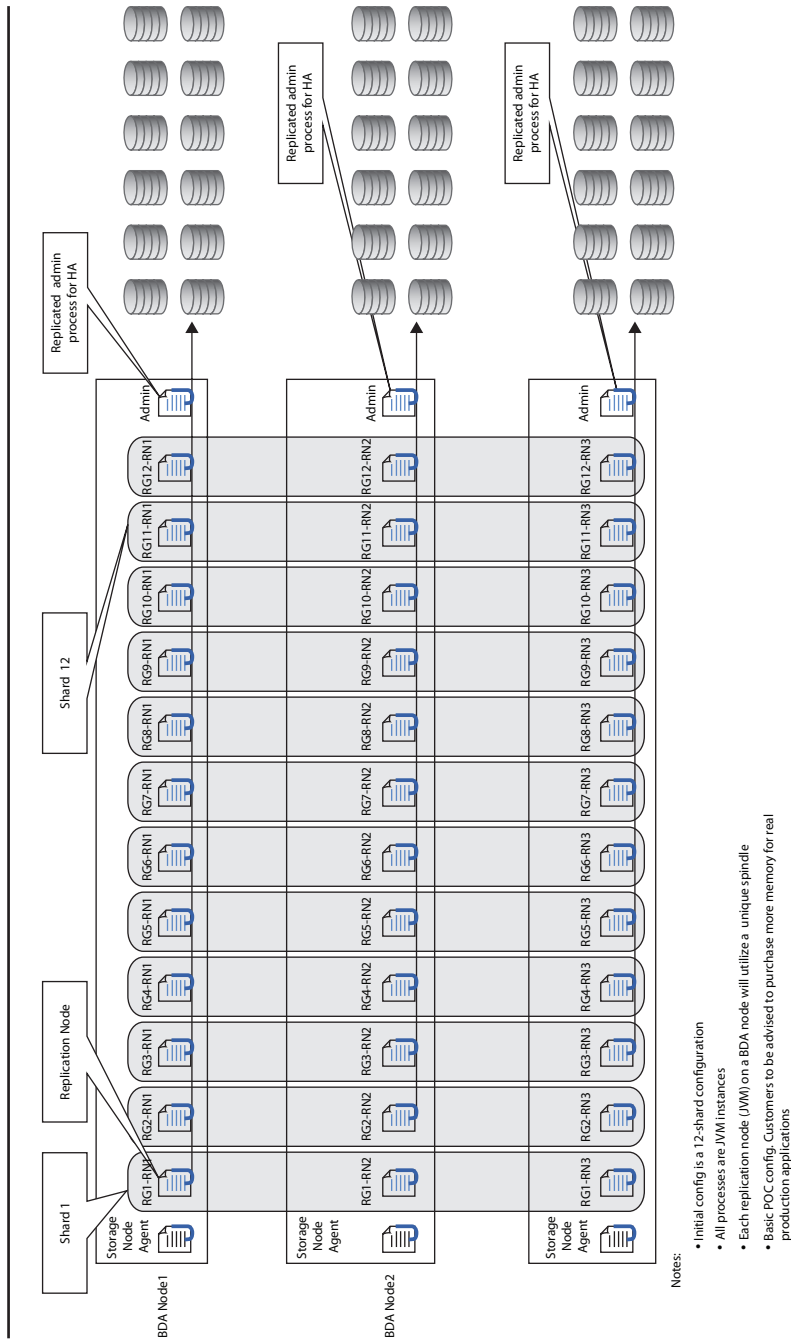 Shard 1
Replication Node
Shard 12
Replicated admin
process for HA
Replicated admin
process for HA
Replicated admin
process for HA
BDA Node1
Storage
Node
Agent
RG1-RN1
RG2-RN1
RG3-RN1
RG4-RN1
RG5-RN1
RG6-RN1
RG7-RN1
RG8-RN1
RG9-RN1
RG10-RN1
RG11-RN1
RG12-RN1
Admin
BDA Node2
Storage
Node
Agent
RG1-RN2
RG2-RN2
RG3-RN2
RG4-RN2
RG5-RN2
RG6-RN2
RG7-RN2
RG8-RN2
RG9-RN2
RG10-RN2
RG11-RN2
RG12-RN2
Admin
Storage
Node
Agent
RG1-RN3
RG2-RN3
RG3-RN3
RG4-RN3
RG5-RN3
RG6-RN3
RG7-RN3
RG8-RN3
RG9-RN3
RG10-RN3
RG11-RN3
RG12-RN3
Admin
Notes:
• Initial config is a 12-shard configuration
• All processes are JVM instances
• Each replication node (JVM) on a BDA node will utilize a unique spindle
• Basic POC config. Customers to be advised to purchase more memory for real
production applications